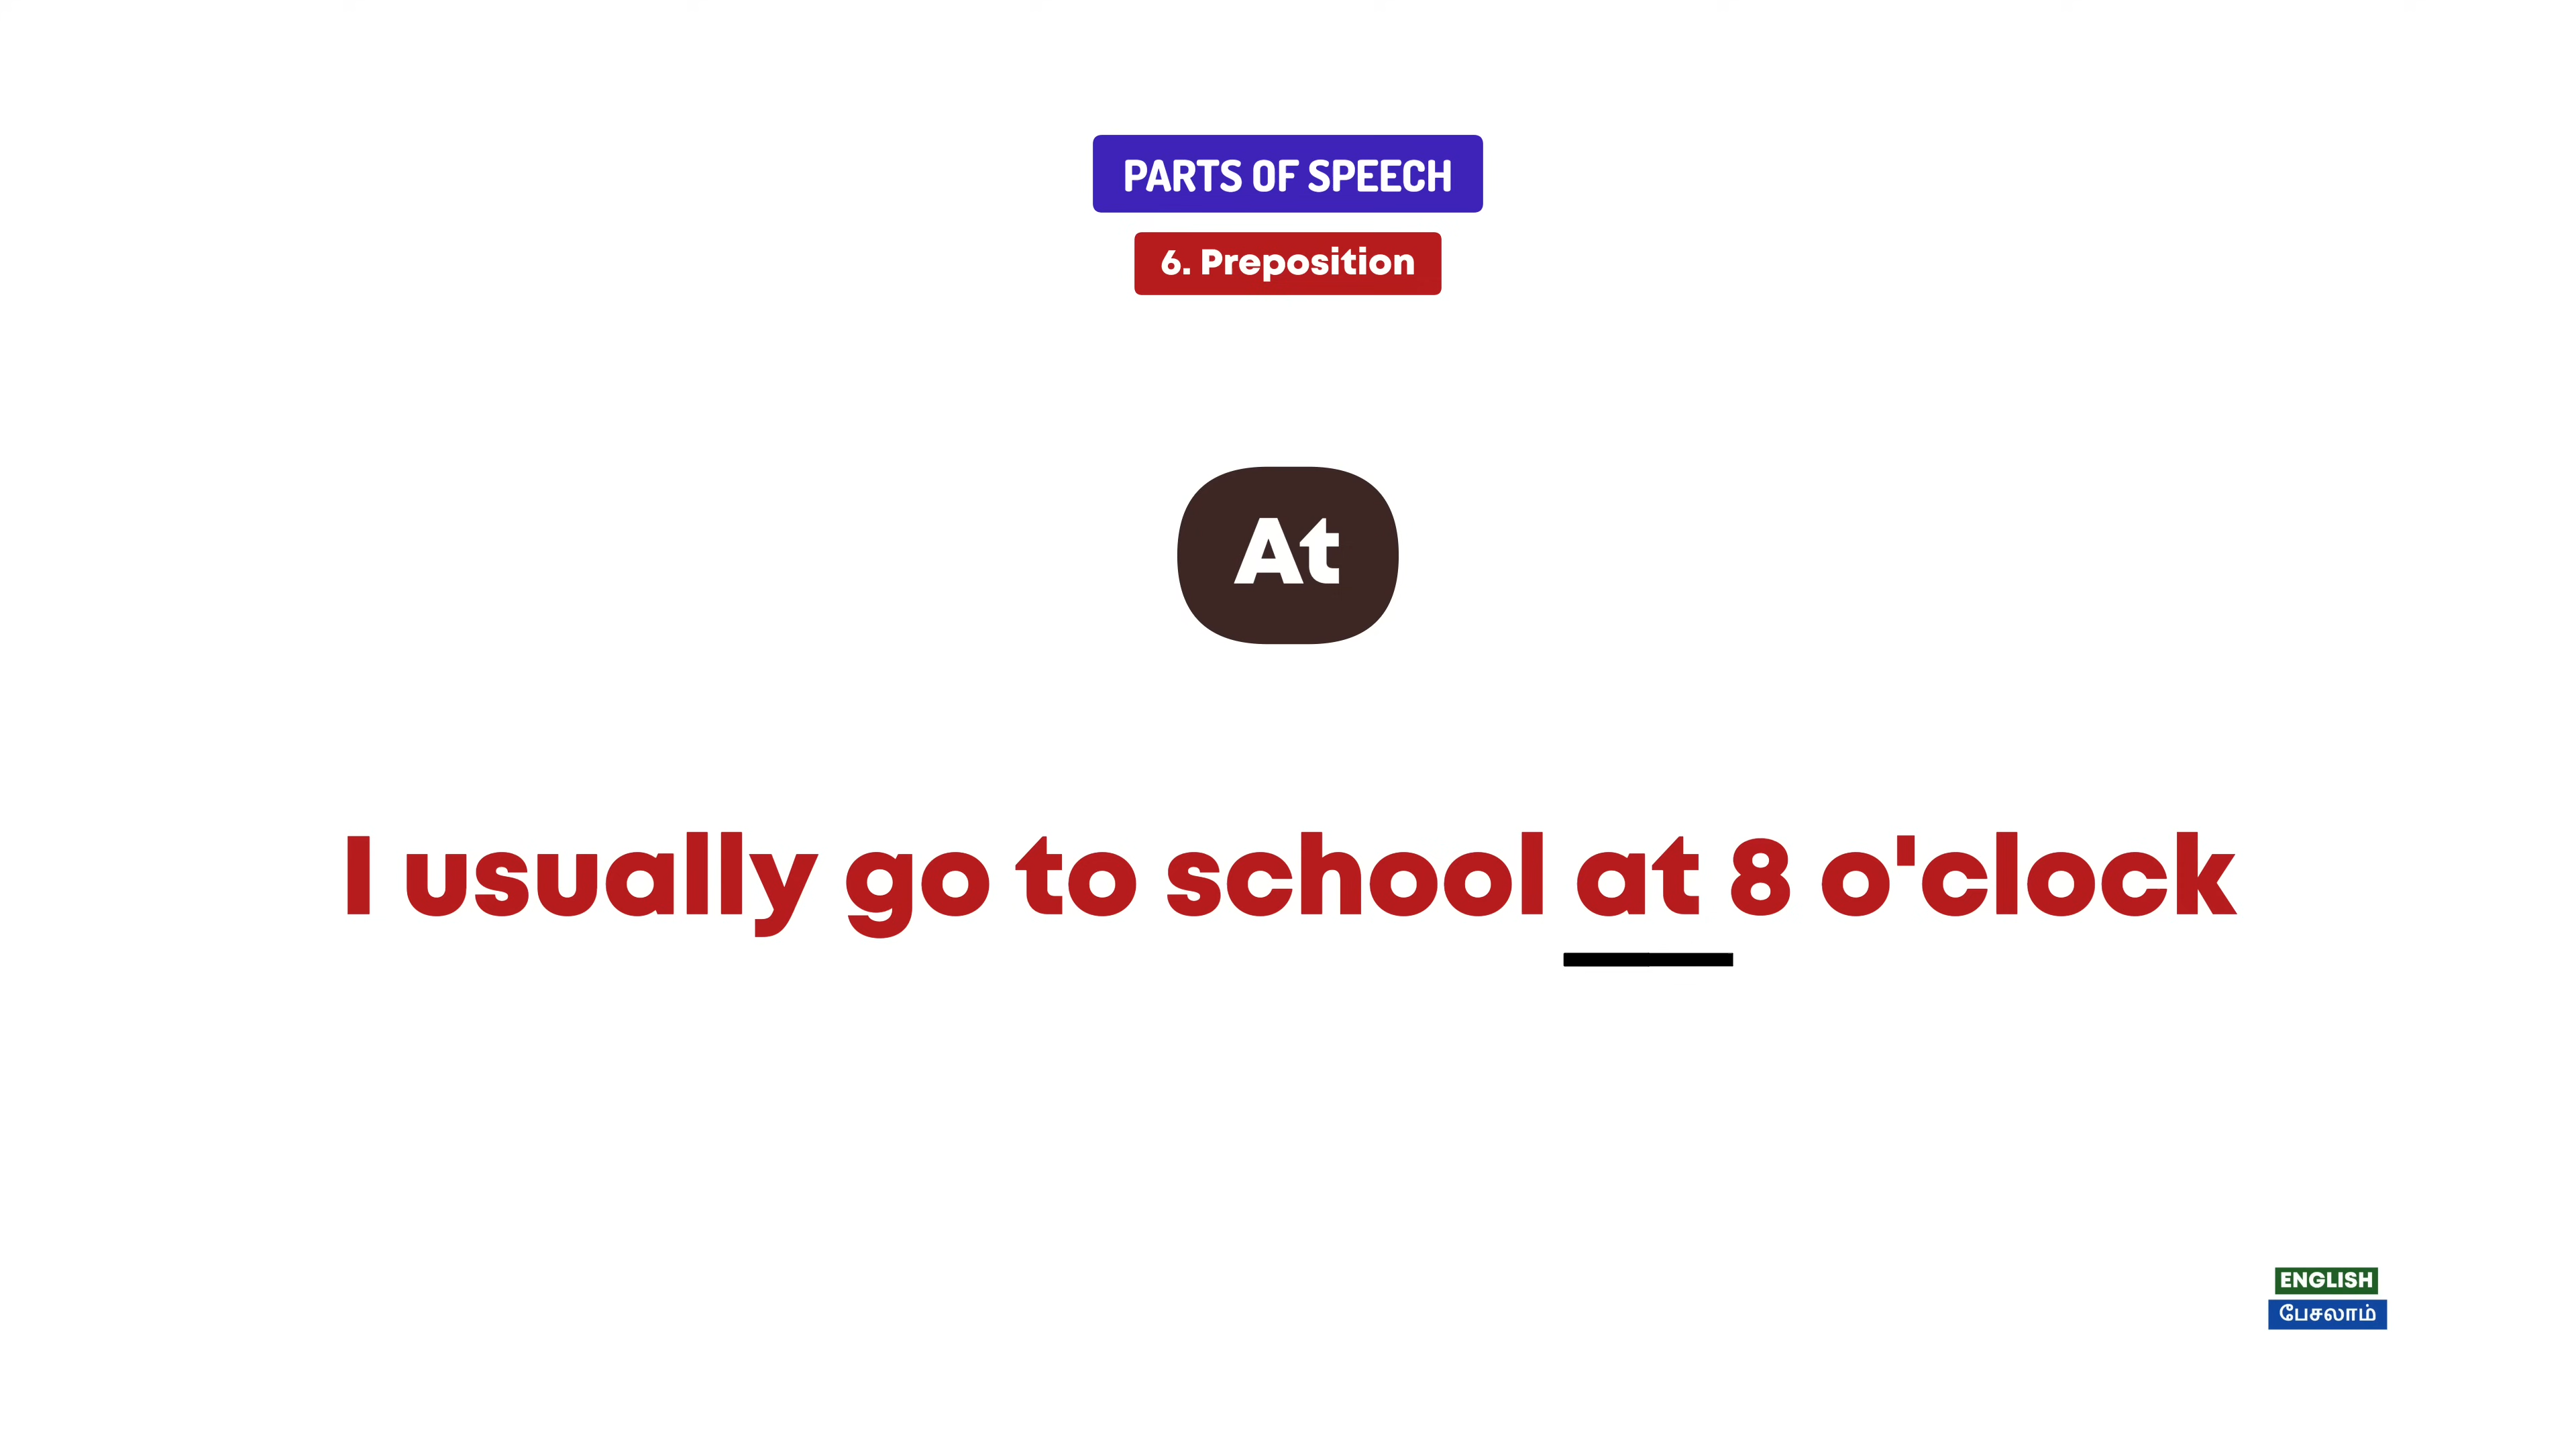 PARTS OF SPEECH
6. Preposition
At
I usually go to school at 8 o'clock
ENGLISH
பேசலாம்